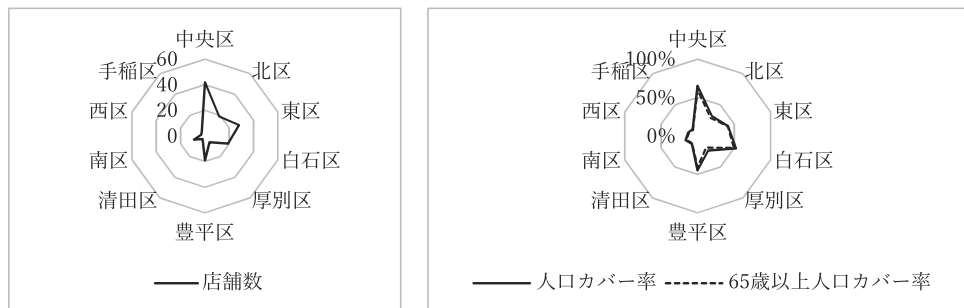 中央区
60
手稲区
北区
40
西区
20
東区
0
南区
白石区
清田区
厚別区
豊平区
店舗数
中央区
100%
手稲区
北区
50%
西区
東区
0%
南区
白石区
清田区
厚別区
豊平区
人口カバー率
65歳以上人口カバー率